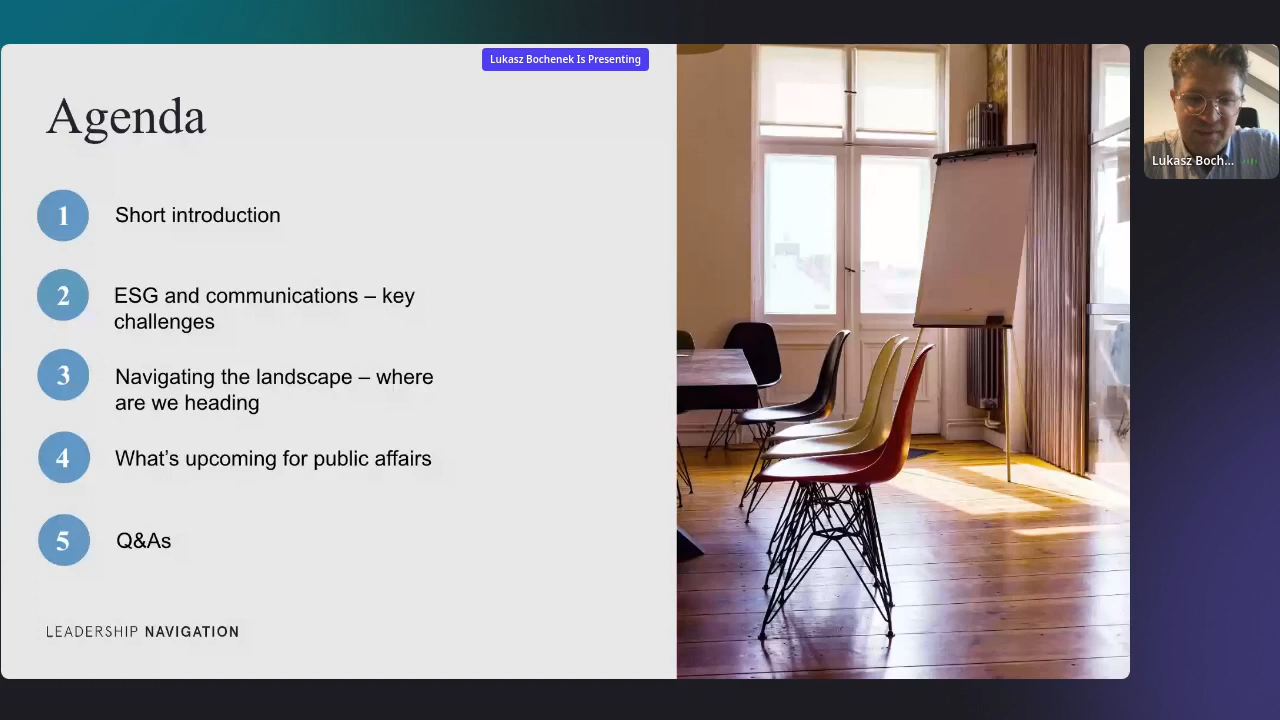 Lukasz Bochenek Is Presenting
Agenda
1
Short introduction
2
ESG and communications – key
challenges
3
Navigating the landscape – where
are we heading
4
What's upcoming for public affairs
5
Q&As
LEADERSHIP NAVIGATION
Lukasz Boch...